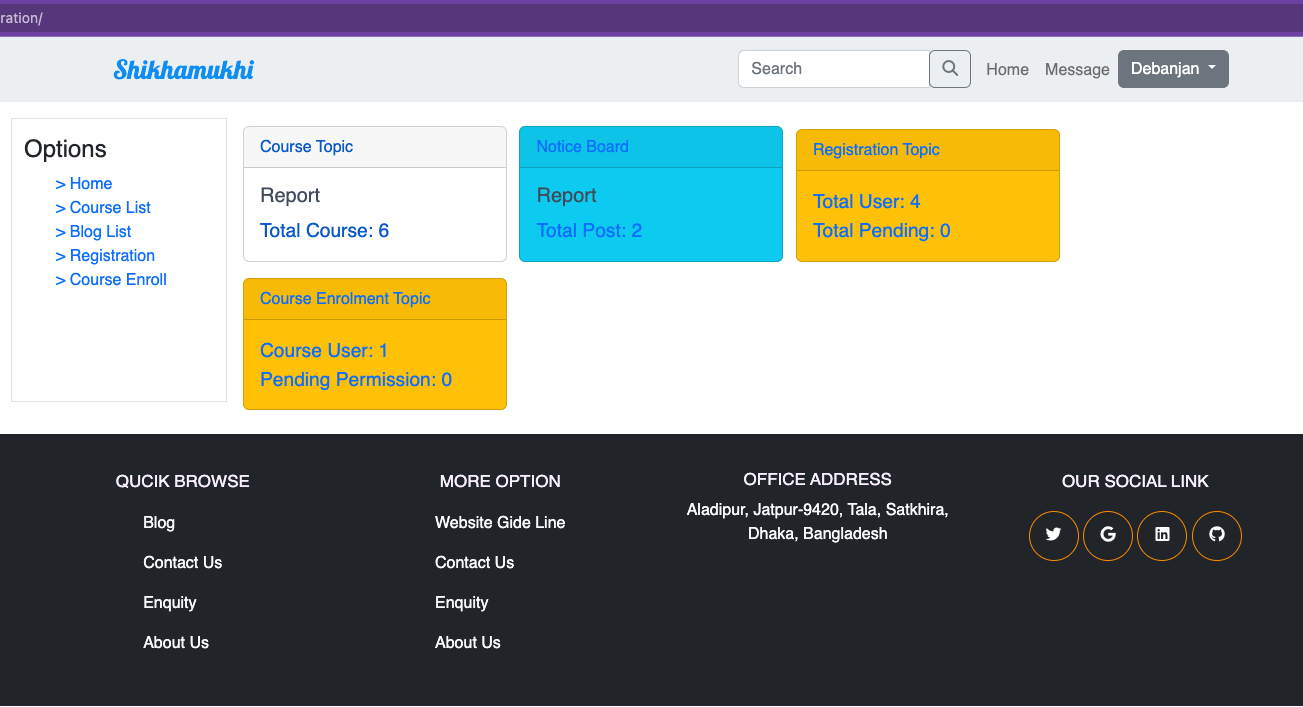 ration/
Shikhamukhi
Search
Home
Message
Debanjan
Options
> Home
> Course List
> Blog List
> Registration
> Course Enroll
Course Topic
Report
Total Course: 6
Notice Board
Report
Total Post: 2
Registration Topic
Total User: 4
Total Pending: 0
Course Enrolment Topic
Course User: 1
Pending Permission: 0
QUCIK BROWSE
Blog
Contact Us
Enquity
About Us
MORE OPTION
Website Gide Line
Contact Us
Enquity
About Us
OFFICE ADDRESS
Aladipur, Jatpur-9420, Tala, Satkhira,
Dhaka, Bangladesh
OUR SOCIAL LINK